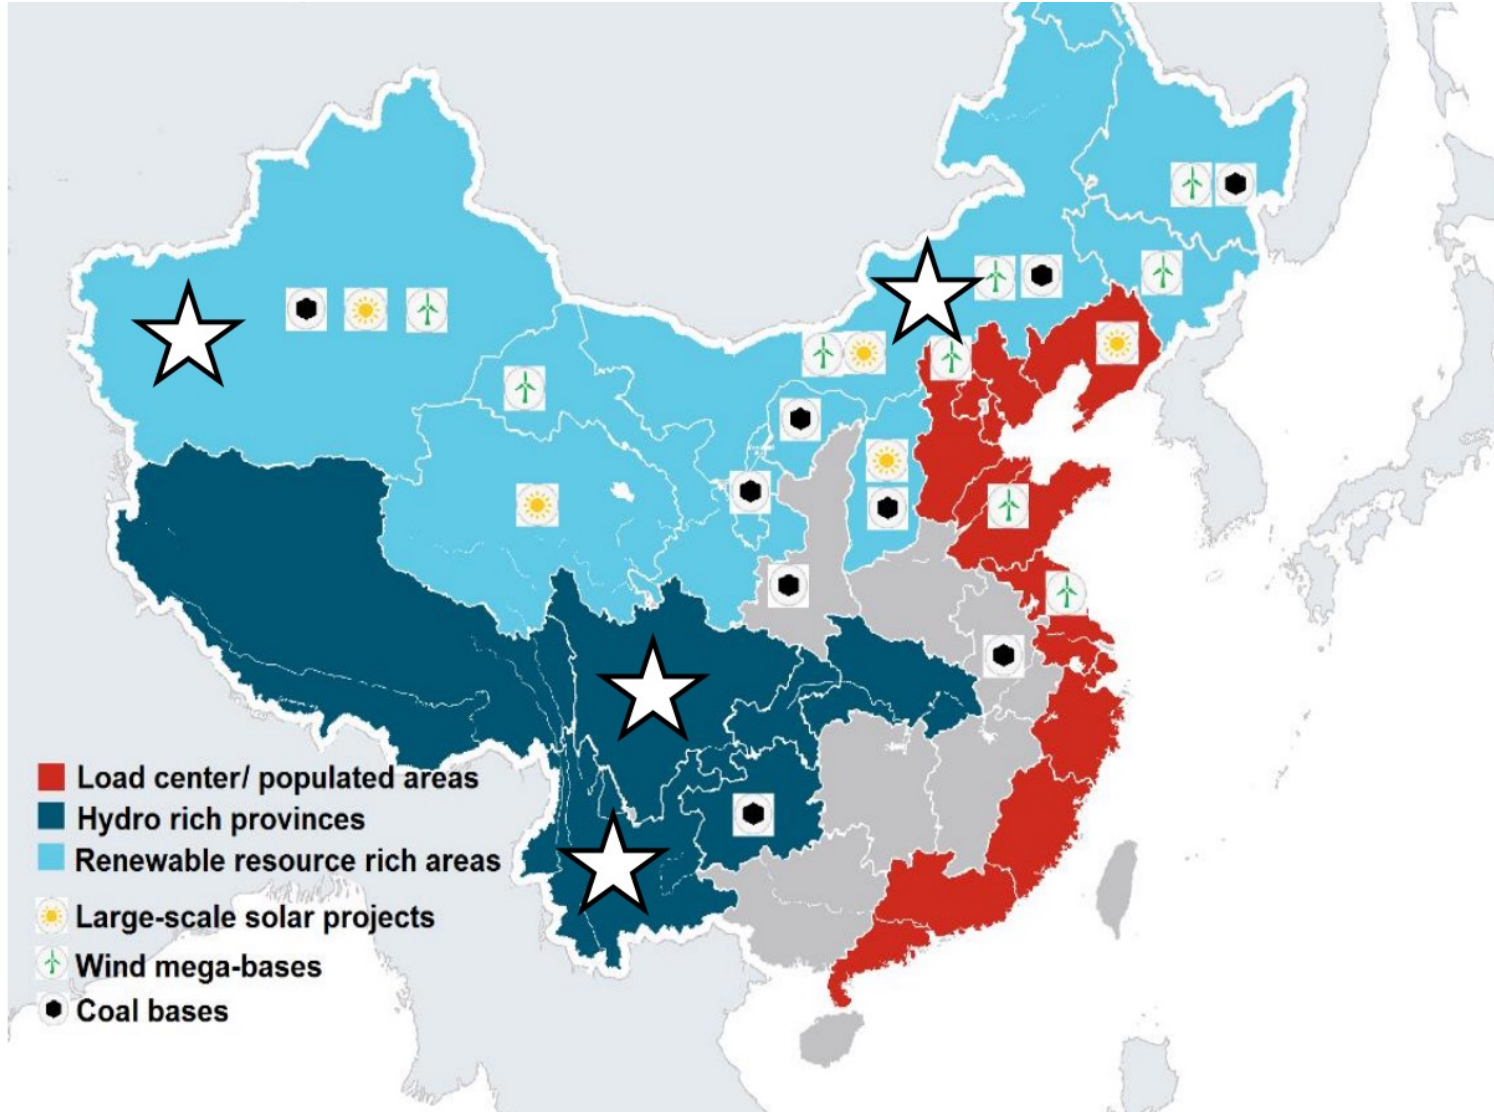 Load center/ populated areas
Hydro rich provinces
Renewable resource rich areas
Large-scale solar projects
Wind mega-bases
Coal bases